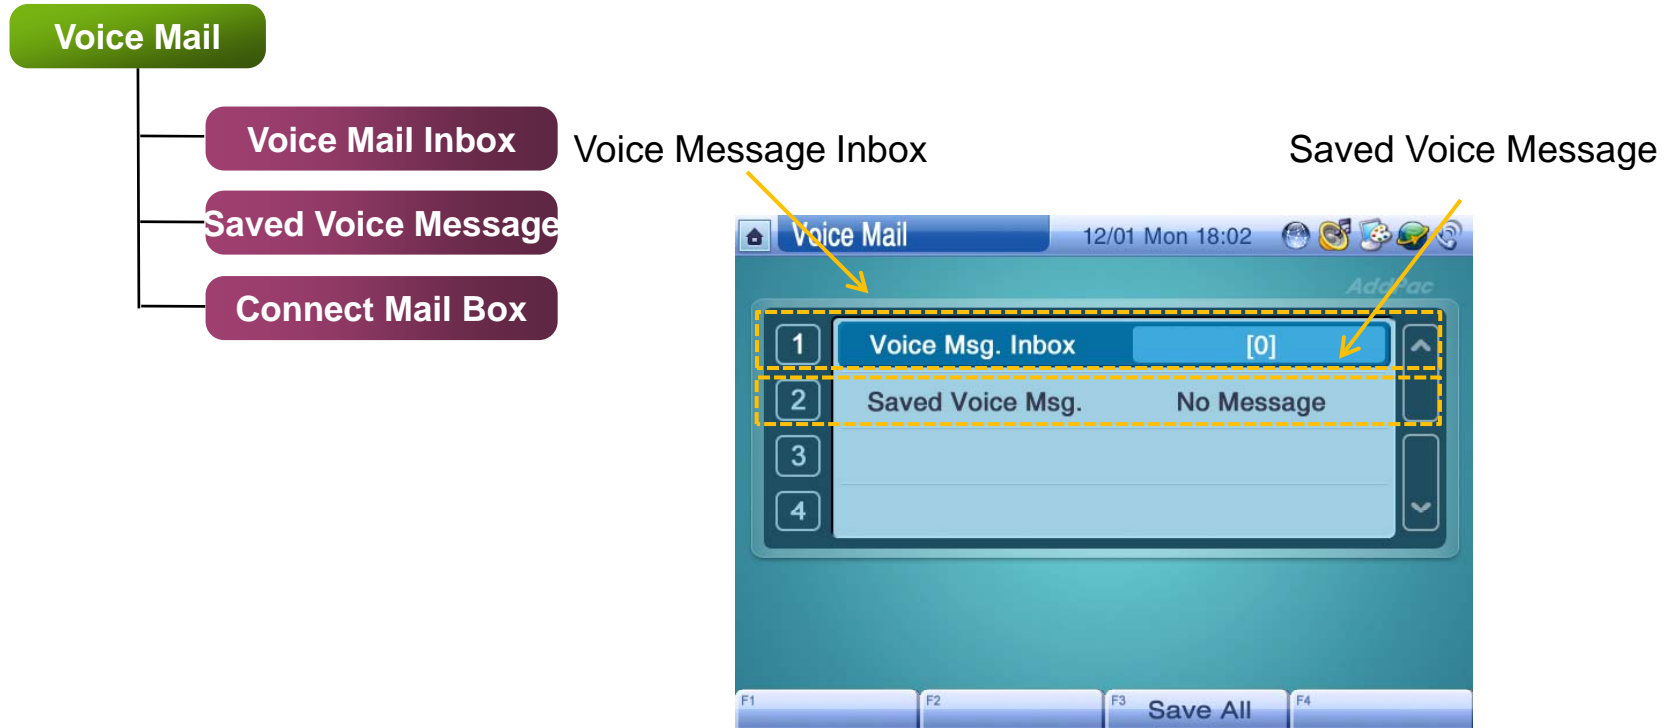 Voice Mail
Voice Mail Inbox
Saved Voice Message
Connect Mail Box
Voice Message Inbox
Saved Voice Message
Voice Mail 12/01 Mon 18:02
AddPac
1 Voice Msg. Inbox [0]
2 Saved Voice Msg. No Message
3
4
F1 F2 F3 Save All F4